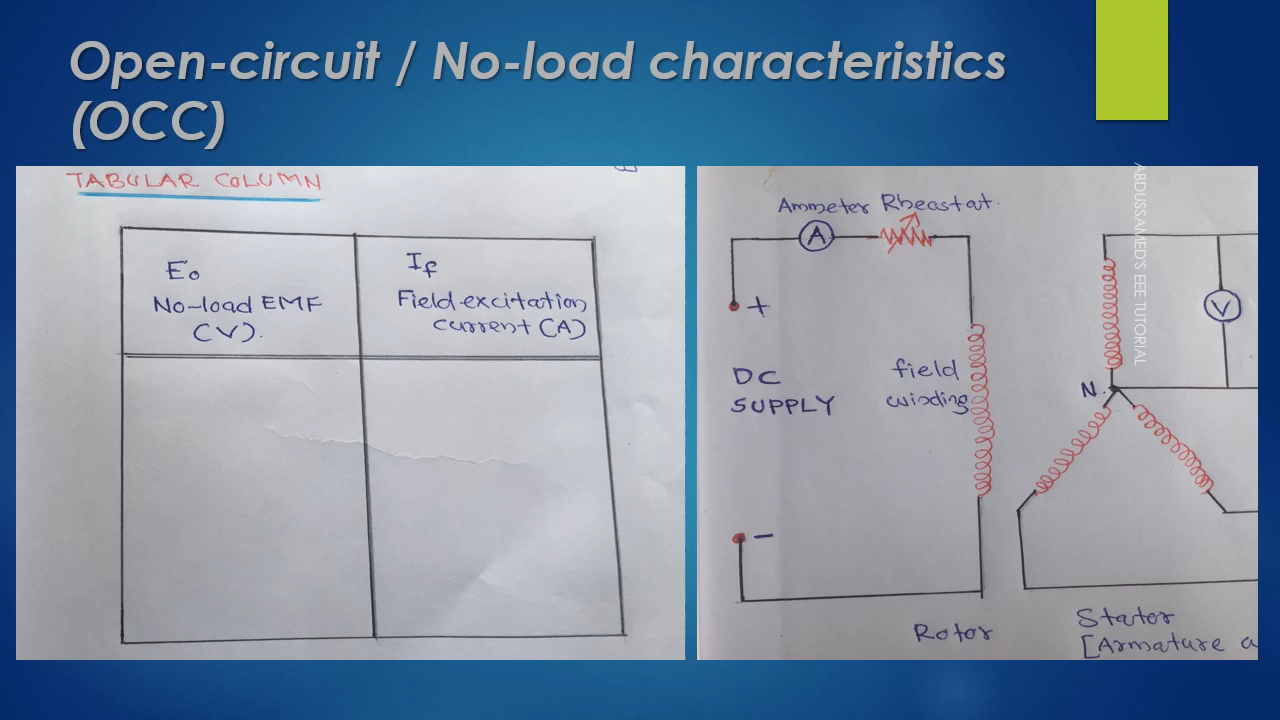 Open-circuit / No-load characteristics
(OCC)
TABULAR COLUMN
E₀
No-load EMF
(V).
If
Field excitation
current (A)
Ammeter Rheastat.
A
+
DC
SUPPLY
field
winding
−
Rotor
N.
V
Stator
[Armature a
ABDUSSAMED'S EEE TUTORIAL